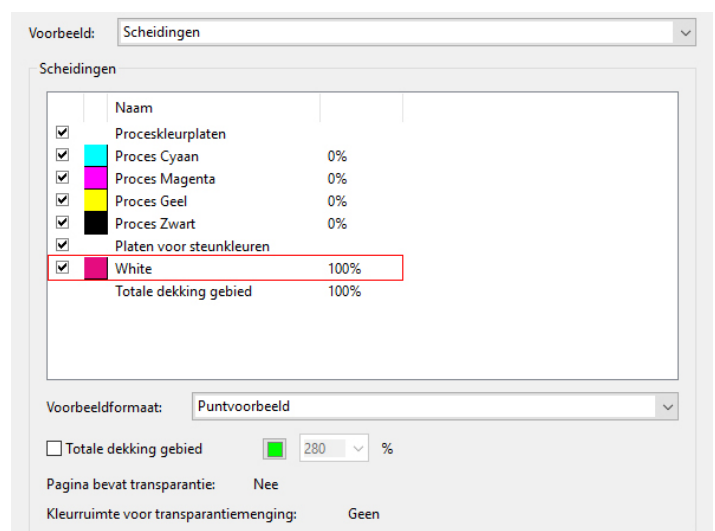 Voorbeeld: Scheidingen
Scheidingen
Naam
Proceskleurplaten
Proces Cyaan 0%
Proces Magenta 0%
Proces Geel 0%
Proces Zwart 0%
Platen voor steunkleuren
White 100%
Totale dekking gebied 100%
Voorbeeldformaat: Puntvoorbeeld
Totale dekking gebied 280 %
Pagina bevat transparantie: Nee
Kleurruimte voor transparantiemenging: Geen